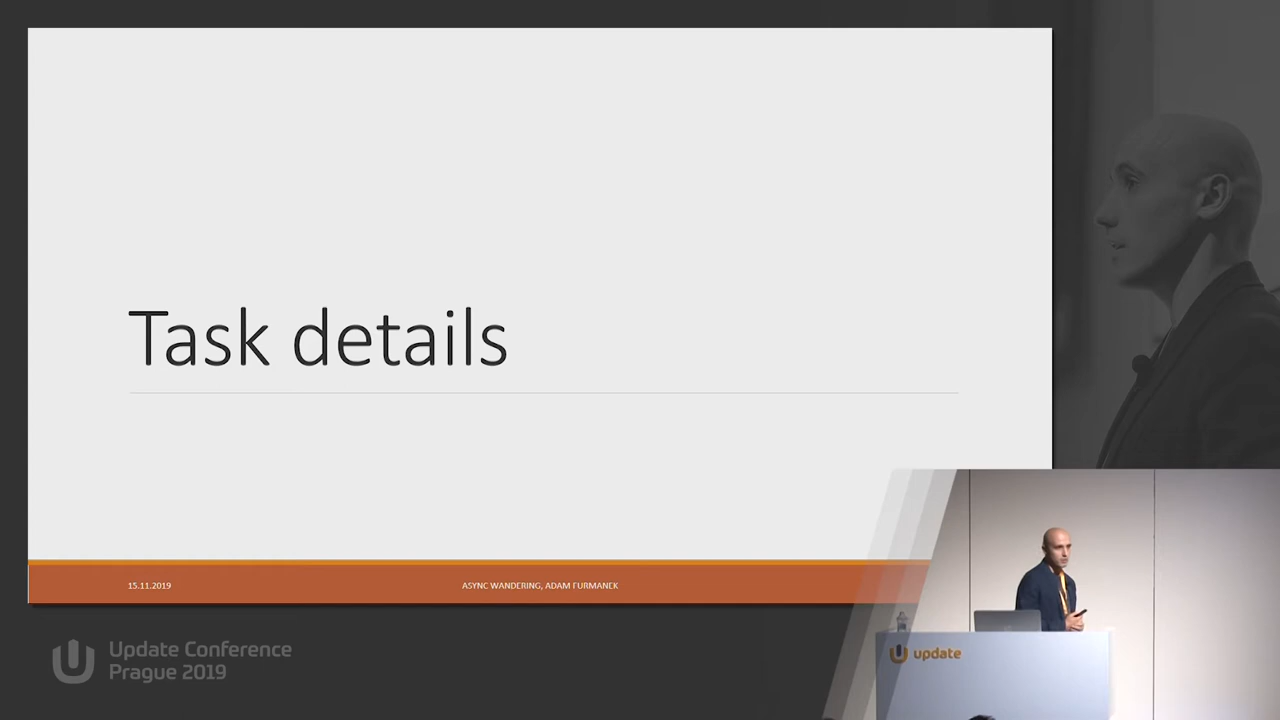 Task details
15.11.2019
ASYNC WANDERING, ADAM FURMANEK
Update Conference
Prague 2019
update